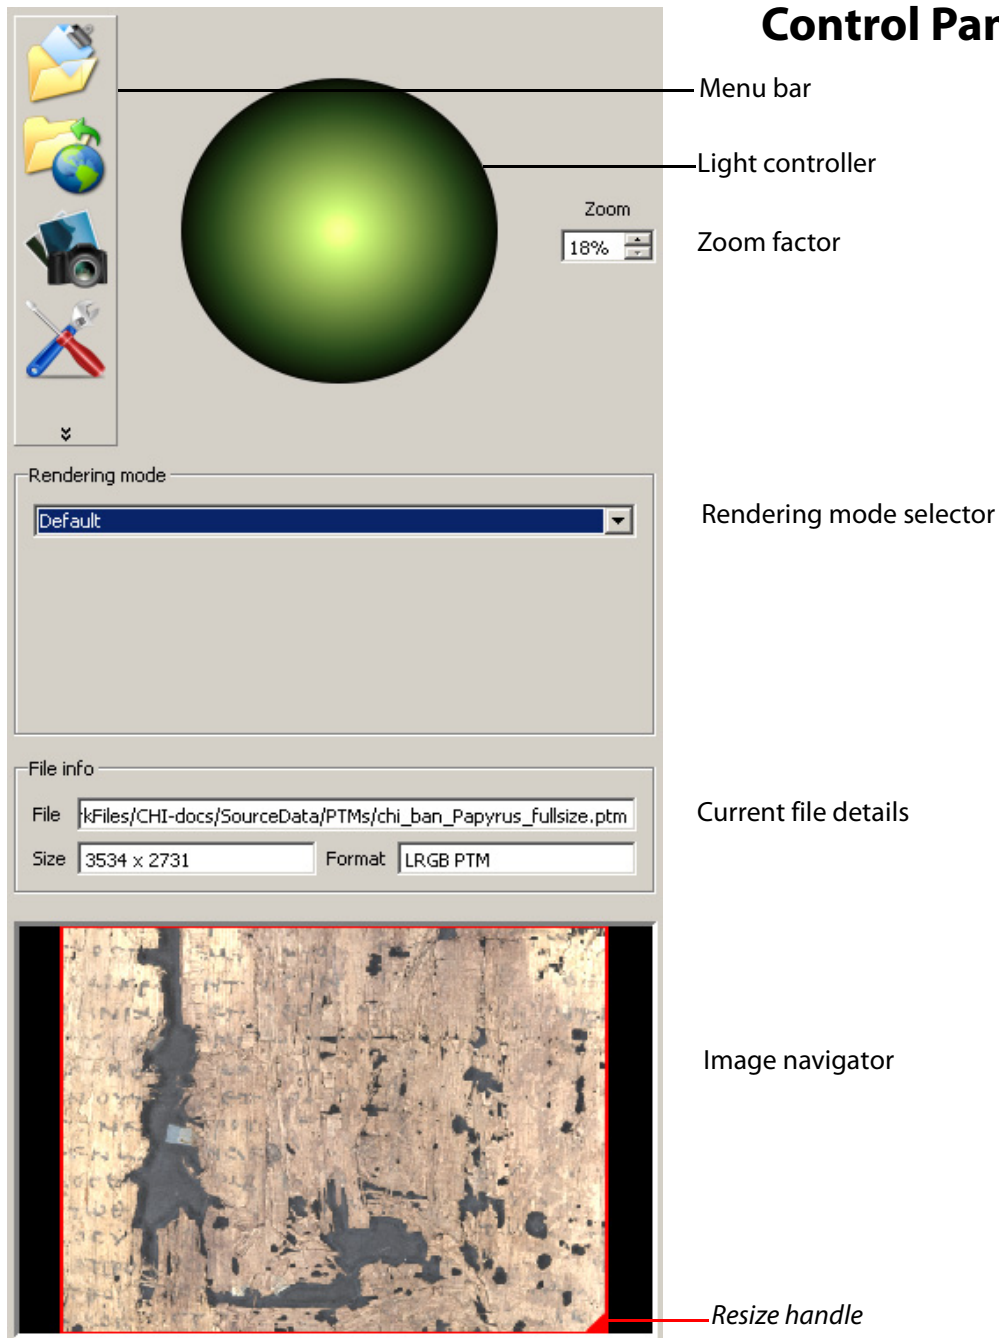 Control Pan
Menu bar
Light controller
Zoom
18%
Zoom factor
Rendering mode
Default
Rendering mode selector
File info
File kFiles/CHI-docs/SourceData/PTMs/chi_ban_Papyrus_fullsize.ptm
Current file details
Size 3534 x 2731 Format LRGB PTM
Image navigator
Resize handle